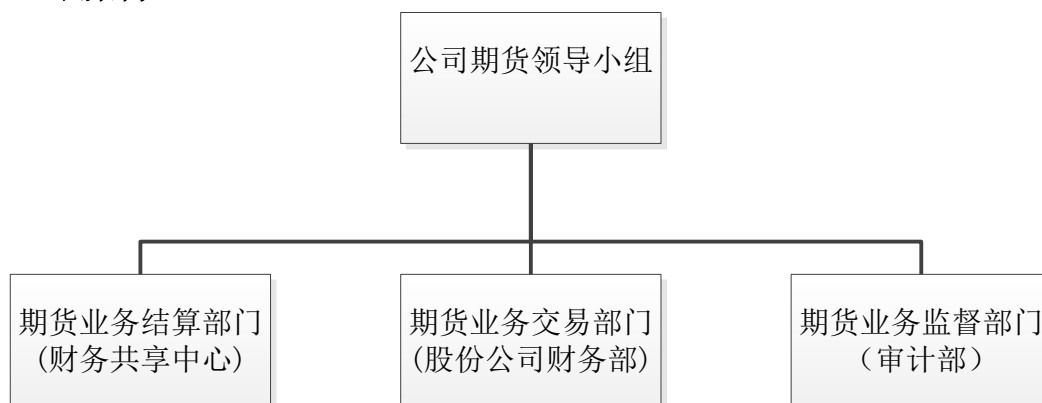 公司期货领导小组
期货业务结算部门
(财务共享中心)
期货业务交易部门
(股份公司财务部)
期货业务监督部门
（审计部）